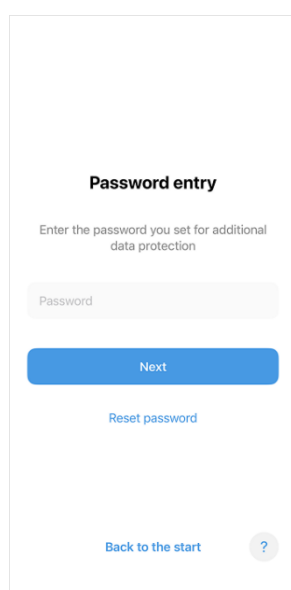 Password entry
Enter the password you set for additional
data protection
Password
Next
Reset password
Back to the start
?